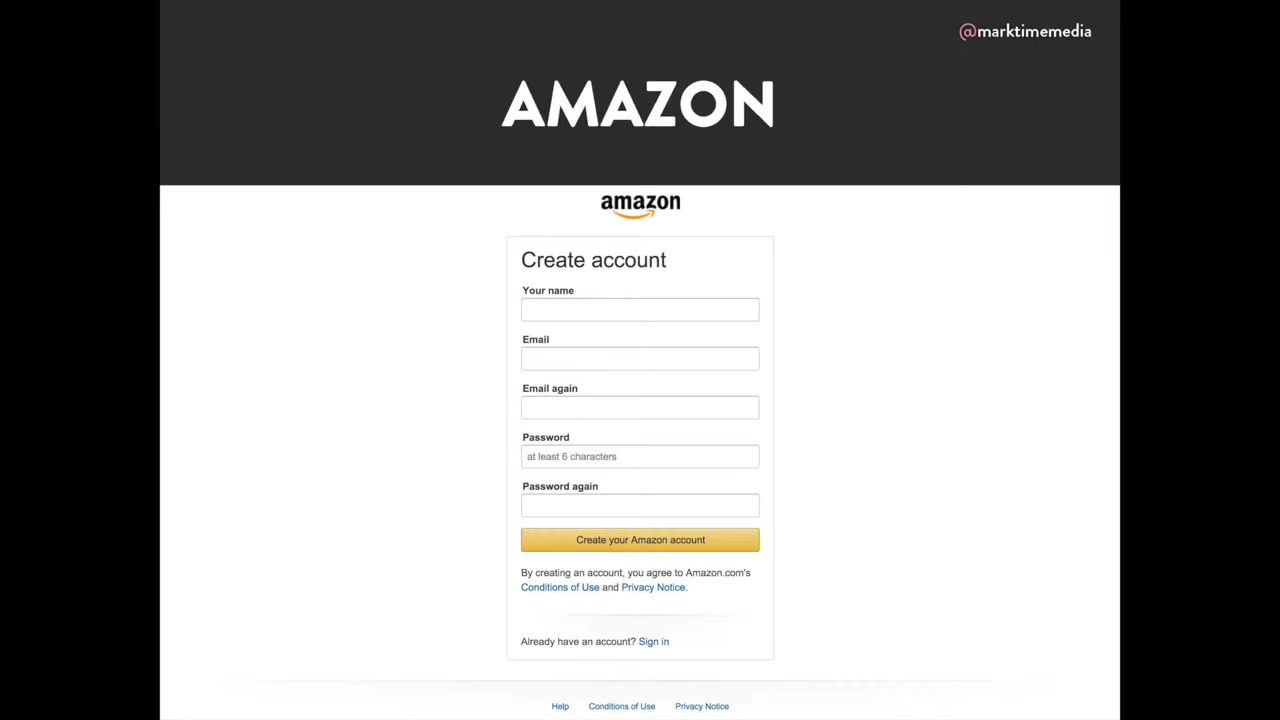 @marktimemedia
AMAZON
amazon
Create account
Your name
Email
Email again
Password
at least 6 characters
Password again
Create your Amazon account
By creating an account, you agree to Amazon.com's
Conditions of Use and Privacy Notice.
Already have an account? Sign in
Help Conditions of Use Privacy Notice